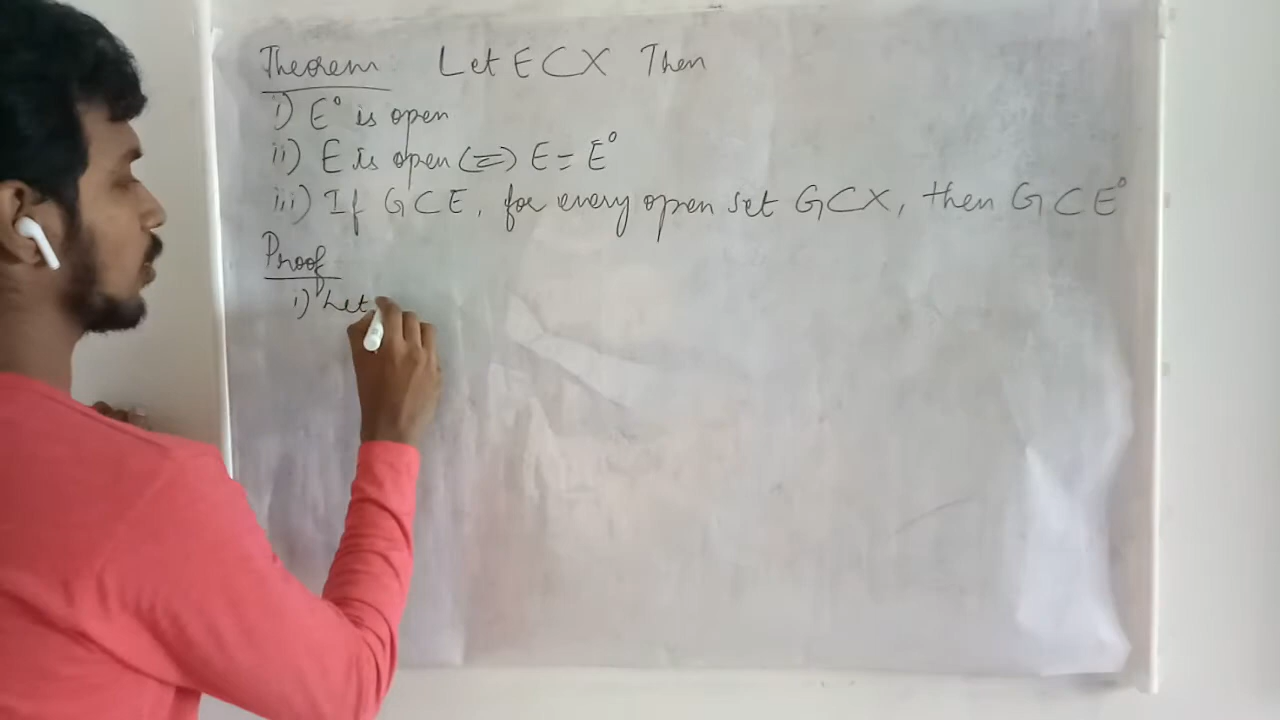 Theorem Let E⊂X Then
i) E° is open
ii) E is open <=> E = E°
iii) If G⊂E, for every open set G⊂X, then G⊂E°
Proof
i) Let